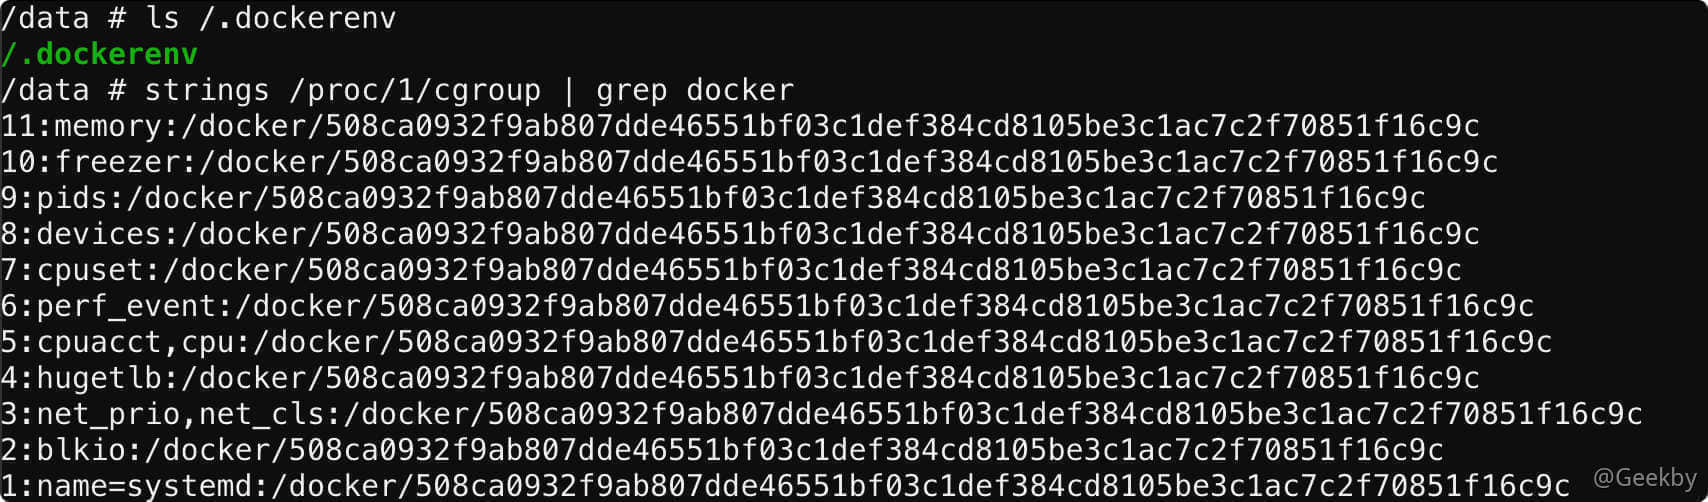 /data # ls /.dockerenv
/.dockerenv
/data # strings /proc/1/cgroup | grep docker
11:memory:/docker/508ca0932f9ab807dde46551bf03c1def384cd8105be3c1ac7c2f70851f16c9c
10:freezer:/docker/508ca0932f9ab807dde46551bf03c1def384cd8105be3c1ac7c2f70851f16c9c
9:pids:/docker/508ca0932f9ab807dde46551bf03c1def384cd8105be3c1ac7c2f70851f16c9c
8:devices:/docker/508ca0932f9ab807dde46551bf03c1def384cd8105be3c1ac7c2f70851f16c9c
7:cpuset:/docker/508ca0932f9ab807dde46551bf03c1def384cd8105be3c1ac7c2f70851f16c9c
6:perf_event:/docker/508ca0932f9ab807dde46551bf03c1def384cd8105be3c1ac7c2f70851f16c9c
5:cpuacct,cpu:/docker/508ca0932f9ab807dde46551bf03c1def384cd8105be3c1ac7c2f70851f16c9c
4:hugetlb:/docker/508ca0932f9ab807dde46551bf03c1def384cd8105be3c1ac7c2f70851f16c9c
3:net_prio,net_cls:/docker/508ca0932f9ab807dde46551bf03c1def384cd8105be3c1ac7c2f70851f16c9c
2:blkio:/docker/508ca0932f9ab807dde46551bf03c1def384cd8105be3c1ac7c2f70851f16c9c
1:name=systemd:/docker/508ca0932f9ab807dde46551bf03c1def384cd8105be3c1ac7c2f70851f16c9c
@Geekby